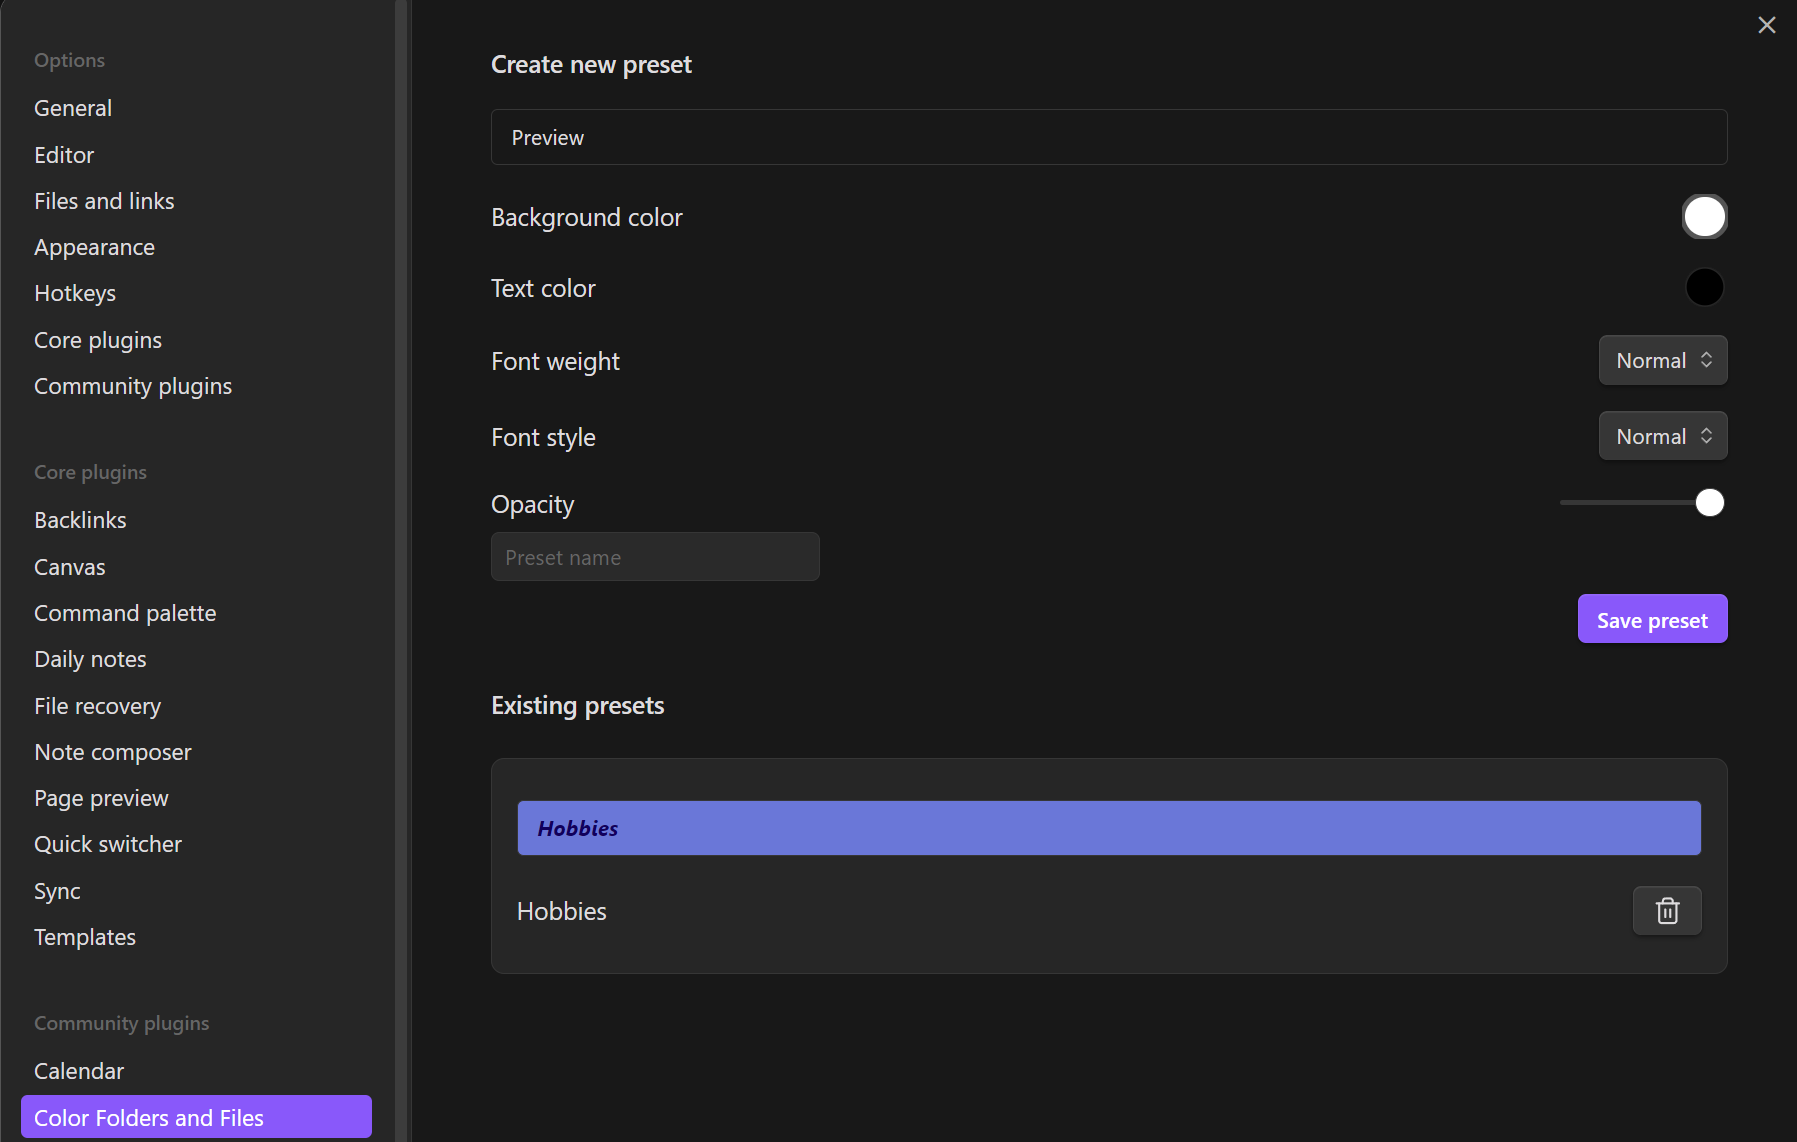 Options
General
Editor
Files and links
Appearance
Hotkeys
Core plugins
Community plugins
Core plugins
Backlinks
Canvas
Command palette
Daily notes
File recovery
Note composer
Page preview
Quick switcher
Sync
Templates
Community plugins
Calendar
Color Folders and Files
Create new preset
Preview
Background color
Text color
Font weight
Normal
Font style
Normal
Opacity
Preset name
Save preset
Existing presets
Hobbies
Hobbies